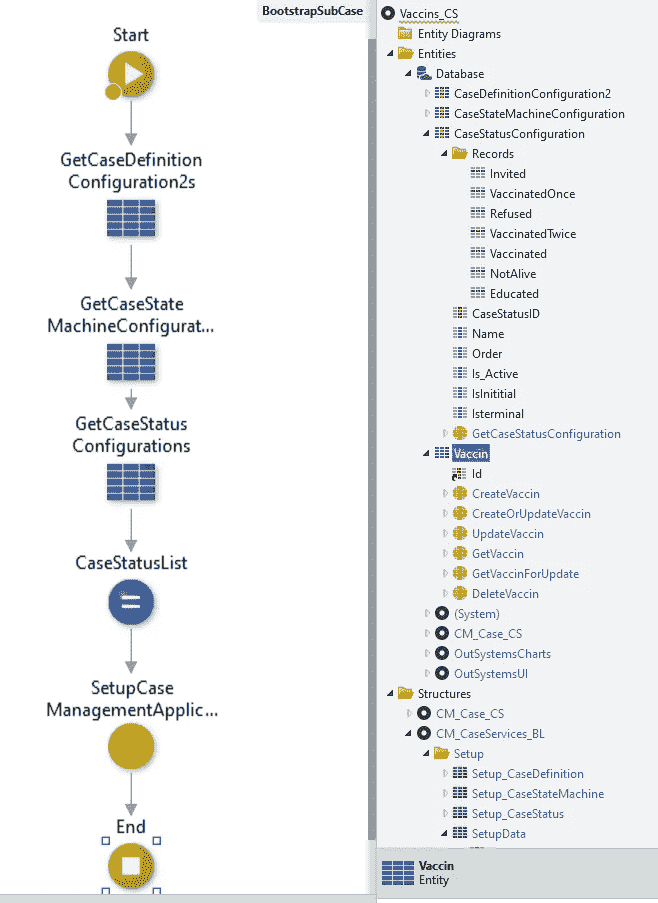 BootstrapSubCase
Start
GetCaseDefinition
Configuration2s
GetCaseState
MachineConfigurat...
GetCaseStatus
Configurations
CaseStatusList
SetupCase
ManagementApplic...
End
Vaccins_CS
Entity Diagrams
Entities
Database
CaseDefinitionConfiguration2
CaseStateMachineConfiguration
CaseStatusConfiguration
Records
Invited
VaccinatedOnce
Refused
VaccinatedTwice
Vaccinated
NotAlive
Educated
CaseStatusID
Name
Order
Is_Active
IsInititial
Isterminal
GetCaseStatusConfiguration
Vaccin
Id
CreateVaccin
CreateOrUpdateVaccin
UpdateVaccin
GetVaccin
GetVaccinForUpdate
DeleteVaccin
(System)
CM_Case_CS
OutSystemsCharts
OutSystemsUI
Structures
CM_Case_CS
CM_CaseServices_BL
Setup
Setup_CaseDefinition
Setup_CaseStateMachine
Setup_CaseStatus
SetupData
Vaccin
Entity